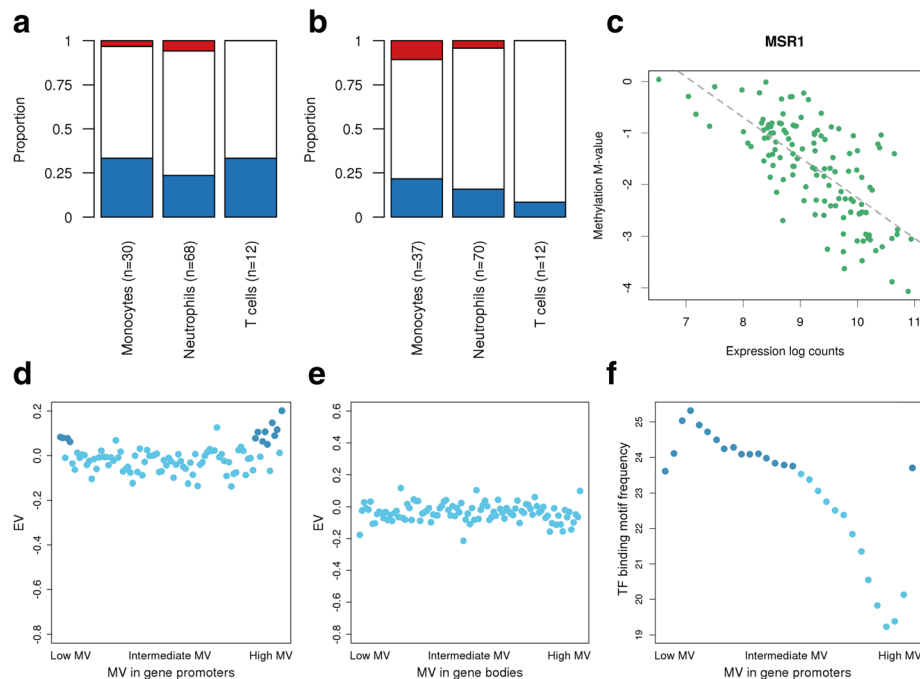 a
1
0.75
0.5
0.25
0
Proportion
Monocytes (n=30)
Neutrophils (n=68)
T cells (n=12)
b
1
0.75
0.5
0.25
0
Proportion
Monocytes (n=37)
Neutrophils (n=70)
T cells (n=12)
c
MSR1
0
-1
-2
-3
-4
Methylation M-value
7 8 9 10 11
Expression log counts
d
0.2
0.0
-0.2
-0.4
-0.6
-0.8
EV
Low MV Intermediate MV High MV
MV in gene promoters
e
0.6
0.4
0.2
0.0
-0.2
-0.4
-0.6
-0.8
EV
Low MV Intermediate MV High MV
MV in gene bodies
f
25
24
23
22
21
20
19
TF binding motif frequency
Low MV Intermediate MV High MV
MV in gene promoters